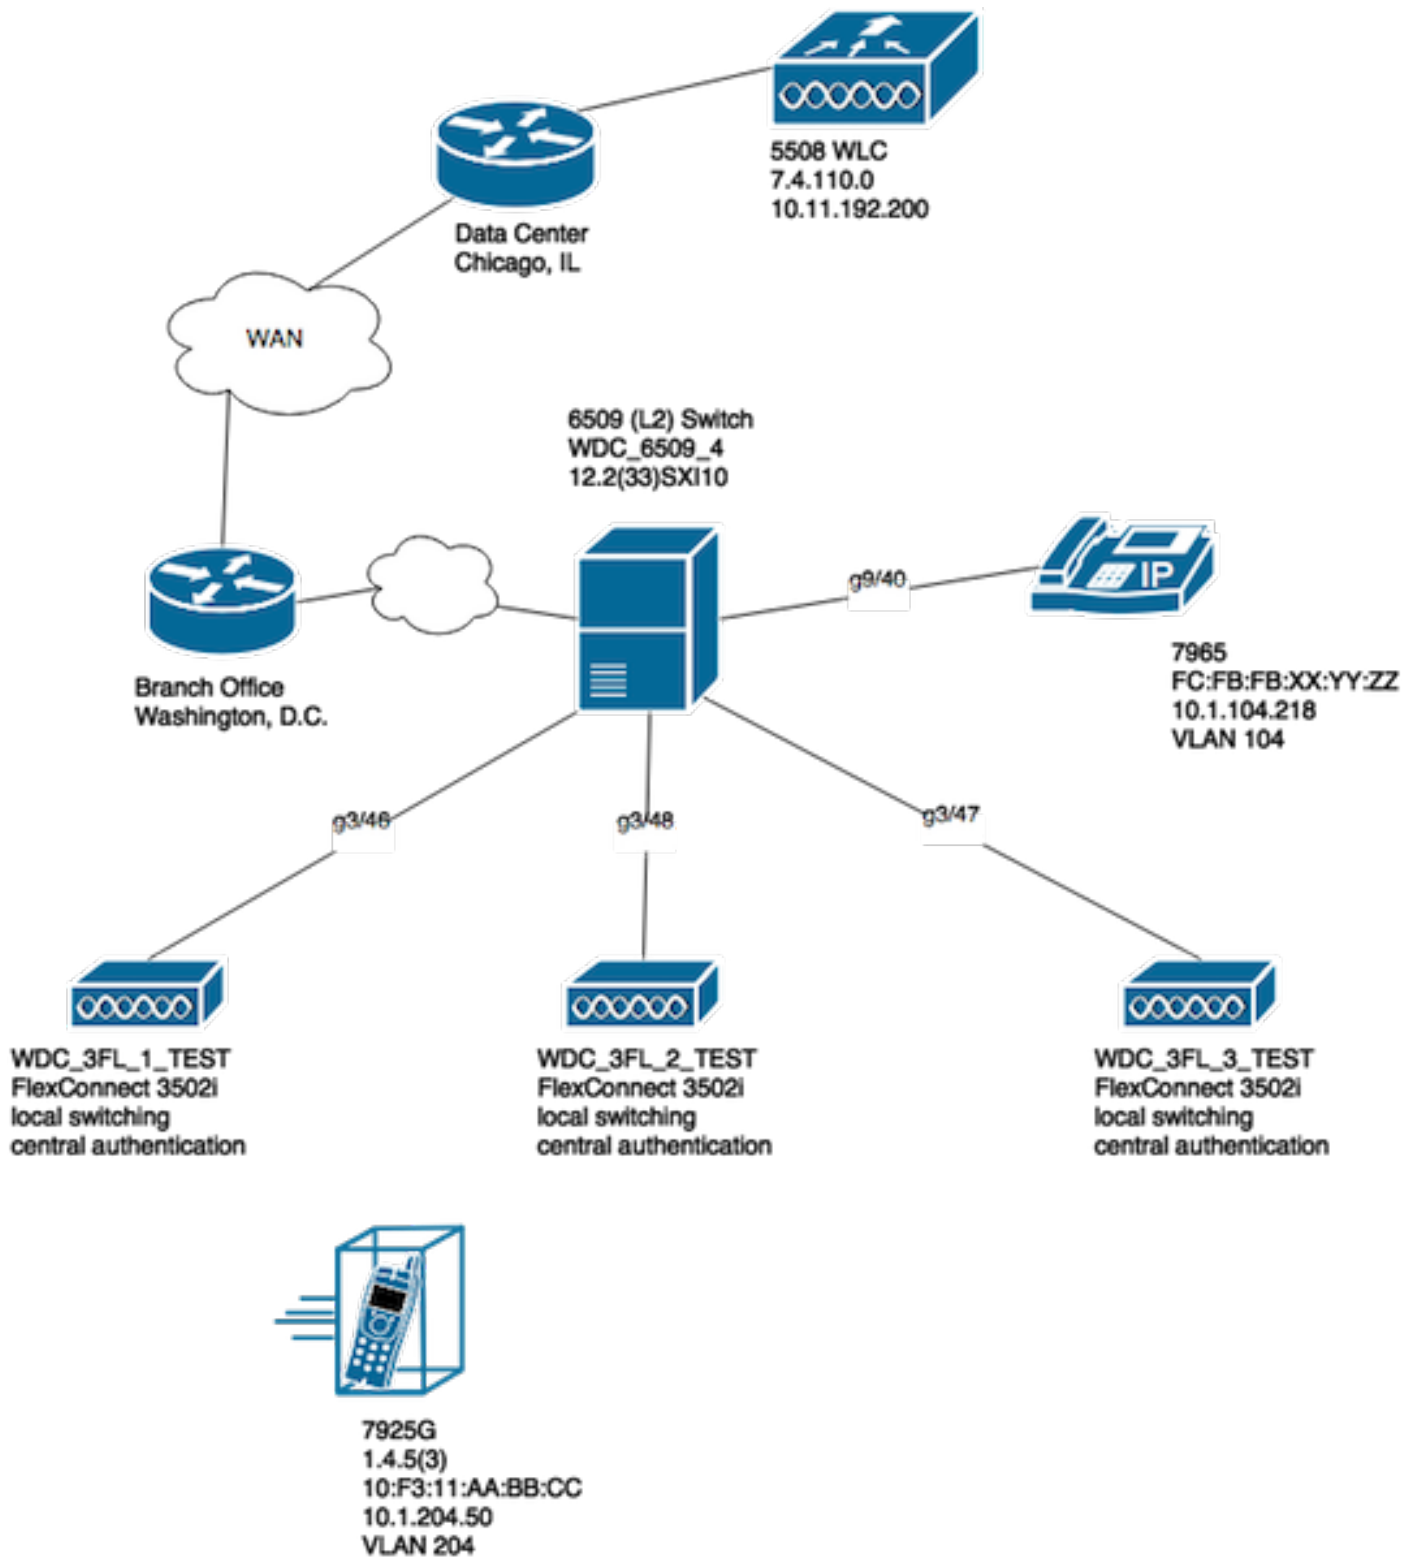 5508 WLC
7.4.110.0
10.11.192.200
Data Center
Chicago, IL
WAN
6509 (L2) Switch
WDC_6509_4
12.2(33)SXI10
g9/40
IP
7965
FC:FB:FB:XX:YY:ZZ
10.1.104.218
VLAN 104
Branch Office
Washington, D.C.
g3/46
g3/48
g3/47
WDC_3FL_1_TEST
FlexConnect 3502i
local switching
central authentication
WDC_3FL_2_TEST
FlexConnect 3502i
local switching
central authentication
WDC_3FL_3_TEST
FlexConnect 3502i
local switching
central authentication
7925G
1.4.5(3)
10:F3:11:AA:BB:CC
10.1.204.50
VLAN 204